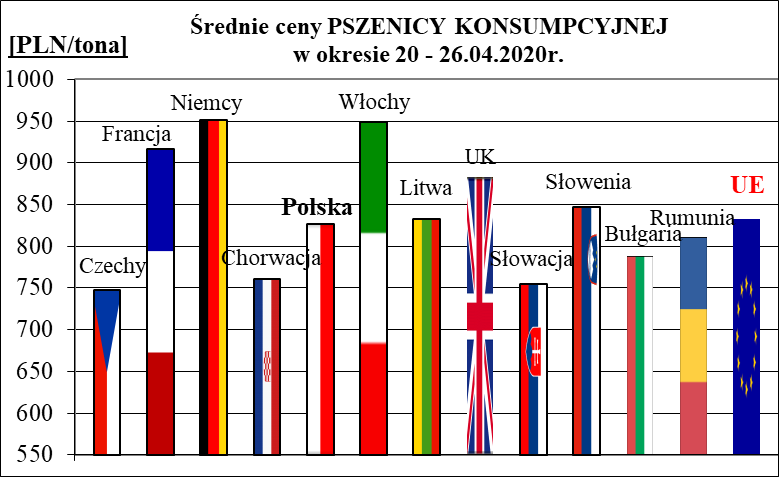 Średnie ceny PSZENICY KONSUMPCYJNEJ
w okresie 20 - 26.04.2020r.
[PLN/tona]
1000
950
900
850
800
750
700
650
600
550
Czechy
Francja
Niemcy
Chorwacja
Polska
Włochy
Litwa
UK
Słowacja
Słowenia
Bułgaria
Rumunia
UE